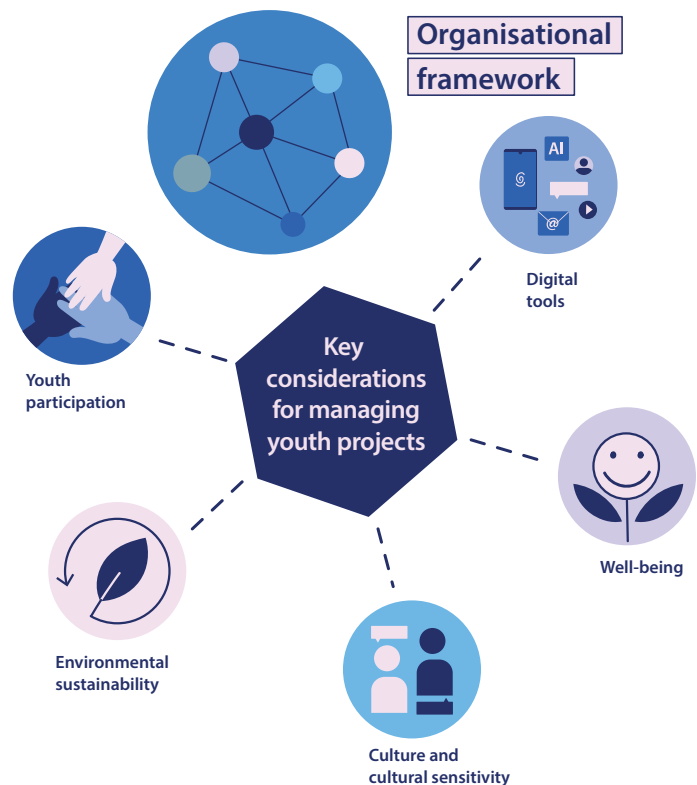 Organisational
framework
AI
@
Digital
tools
Youth
participation
Key
considerations
for managing
youth projects
Well-being
Environmental
sustainability
Culture and
cultural sensitivity